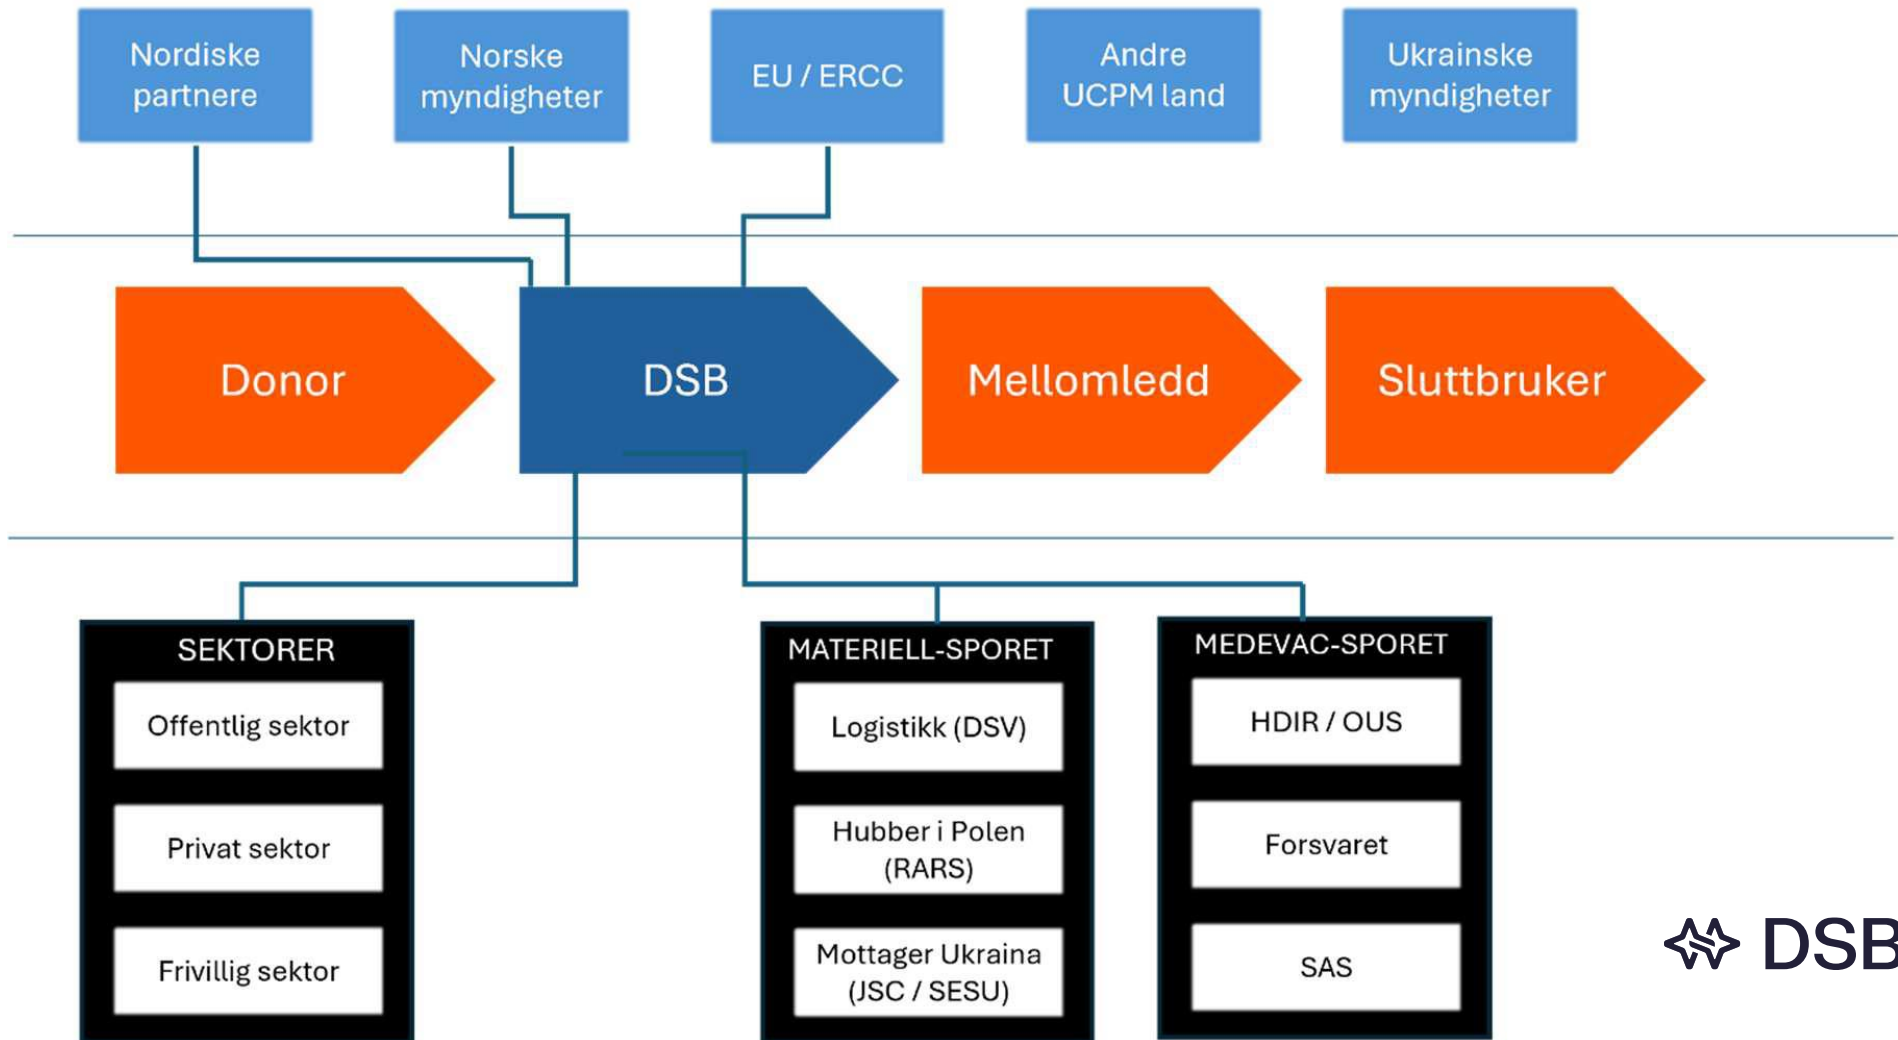 Nordiske
partnere
Norske
myndigheter
EU / ERCC
Andre
UCPM land
Ukrainske
myndigheter
Donor
DSB
Mellomledd
Sluttbruker
SEKTORER
Offentlig sektor
Privat sektor
Frivillig sektor
MATERIELL-SPORET
Logistikk (DSV)
Hubber i Polen
(RARS)
Mottager Ukraina
(JSC / SESU)
MEDEVAC-SPORET
HDIR / OUS
Forsvaret
SAS
DSB